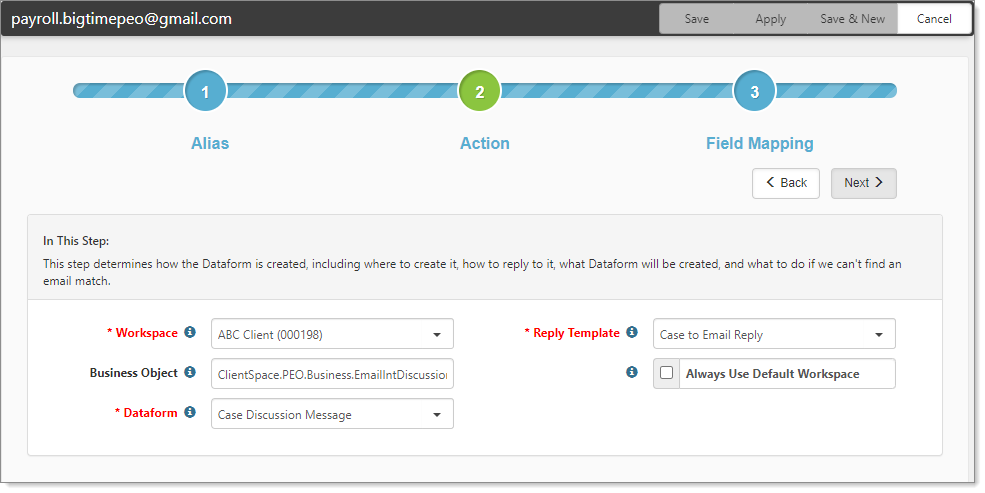 payroll.bigtimepeo@gmail.com
Save Apply Save & New Cancel
1 2 3
Alias Action Field Mapping
Back Next
In This Step:
This step determines how the Dataform is created, including where to create it, how to reply to it, what Dataform will be created, and what to do if we can't find an
email match.
* Workspace ABC Client (000198) * Reply Template Case to Email Reply
Business Object ClientSpace.PEO.Business.EmailIntDiscussion Always Use Default Workspace
* Dataform Case Discussion Message